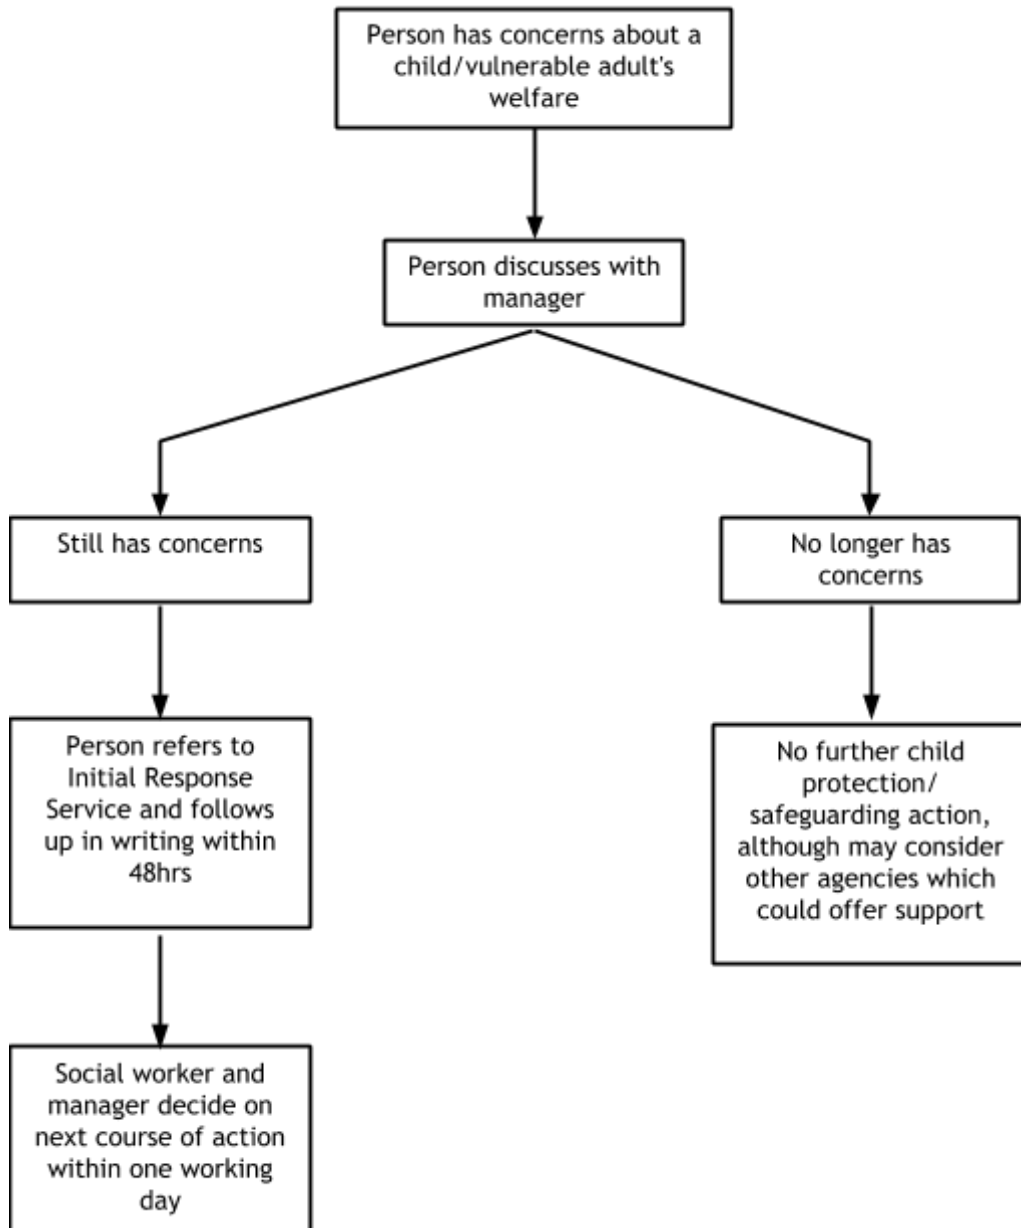 Person has concerns about a
child/vulnerable adult's
welfare
Person discusses with
manager
Still has concerns
No longer has
concerns
Person refers to
Initial Response
Service and follows
up in writing within
48hrs
No further child
protection/
safeguarding action,
although may consider
other agencies which
could offer support
Social worker and
manager decide on
next course of action
within one working
day